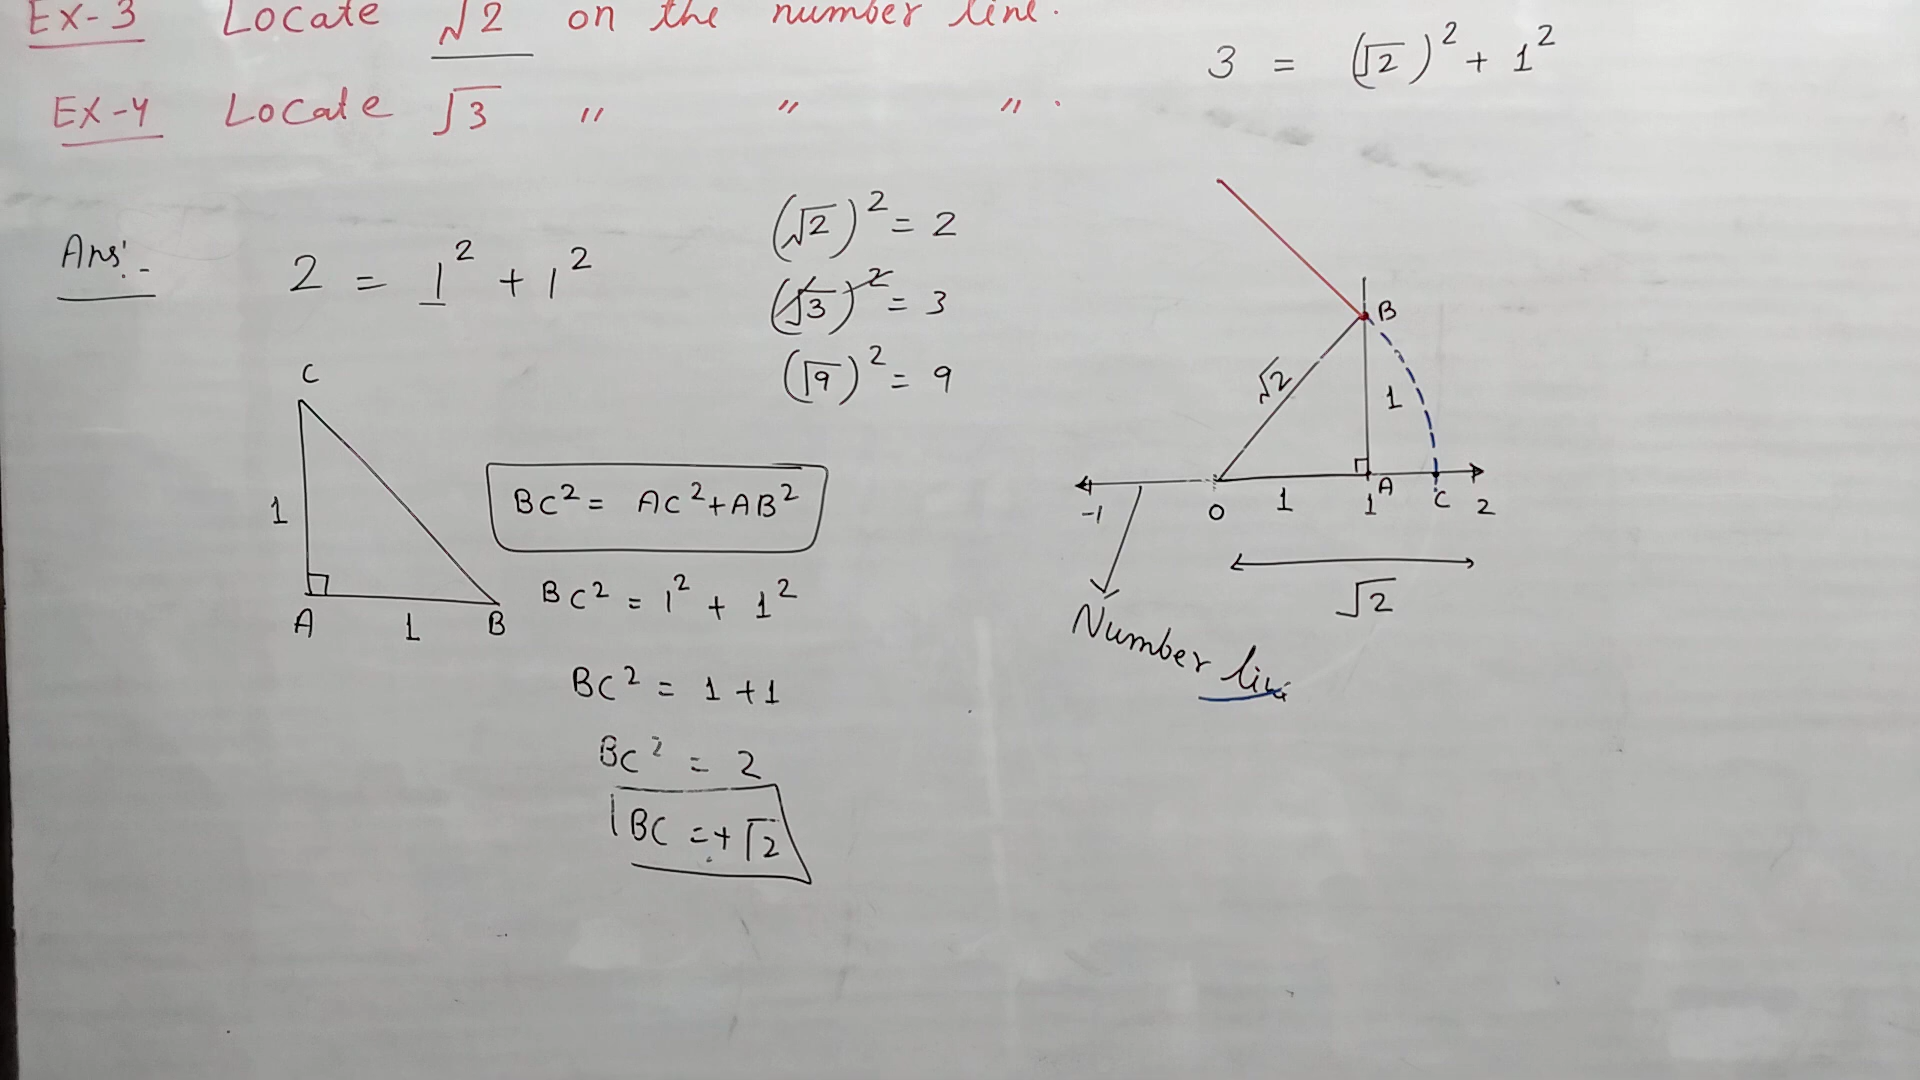 Ex-3 Locate √2 on the number line.
Ex-4 Locate √3 " " ".
3 = (√2)² + 1²
Ans:-
2 = 1² + 1²
(√2)² = 2
(√3)² = 3
(√9)² = 9
C
1
A 1 B
BC² = AC² + AB²
BC² = 1² + 1²
BC² = 1 + 1
BC² = 2
BC = + √2
B
√2
1
-1 0 1 1 A C 2
√2
Number line